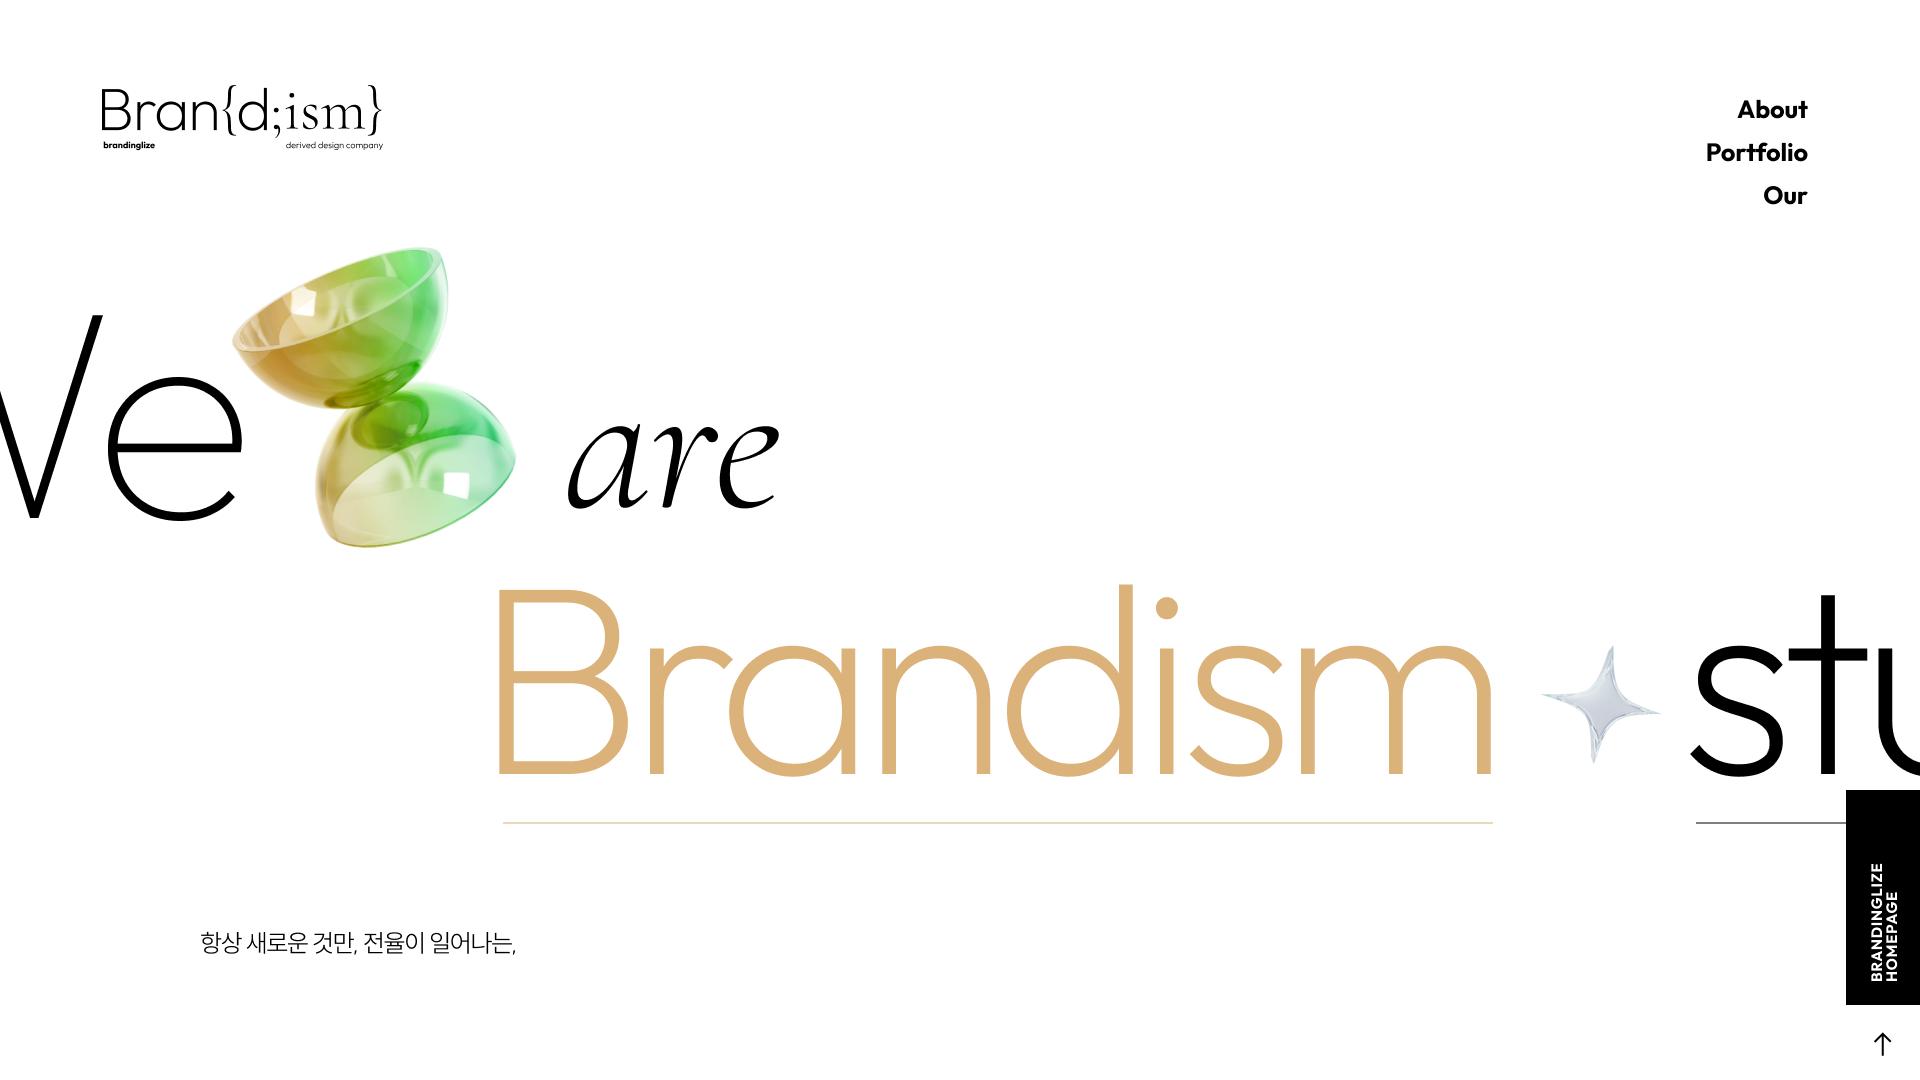 Bran{d;ism}
brandinglize derived design company
About
Portfolio
Our
We are
Brandism stu
항상 새로운 것만, 전율이 일어나는,
BRANDINGLIZE
HOMEPAGE